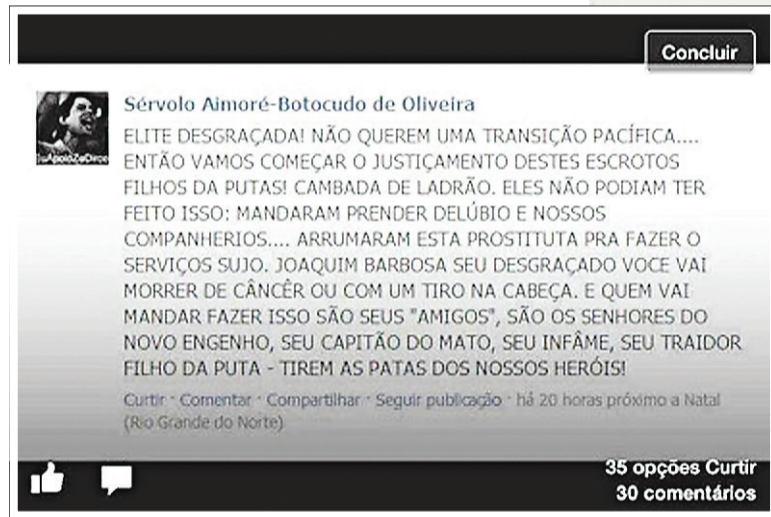 Concluir
Sérvolo Aimoré-Botocudo de Oliveira
ELITE DESGRAÇADA! NÃO QUEREM UMA TRANSIÇÃO PACÍFICA....
ENTÃO VAMOS COMEÇAR O JUSTIÇAMENTO DESTES ESCROTOS
FILHOS DA PUTAS! CAMBADA DE LADRÃO. ELES NÃO PODIAM TER
FEITO ISSO: MANDARAM PRENDER DELÚBIO E NOSSOS
COMPANHERIOS.... ARRUMARAM ESTA PROSTITUTA PRA FAZER O
SERVIÇOS SUJO. JOAQUIM BARBOSA SEU DESGRAÇADO VOCE VAI
MORRER DE CÂNCÊR OU COM UM TIRO NA CABEÇA. E QUEM VAI
MANDAR FAZER ISSO SÃO SEUS "AMIGOS", SÃO OS SENHORES DO
NOVO ENGENHO, SEU CAPITÃO DO MATO, SEU INFÂME, SEU TRAIDOR
FILHO DA PUTA - TIREM AS PATAS DOS NOSSOS HERÓIS!
Curtir · Comentar · Compartilhar · Seguir publicação · há 20 horas próximo a Natal
(Rio Grande do Norte)
35 opções Curtir
30 comentários